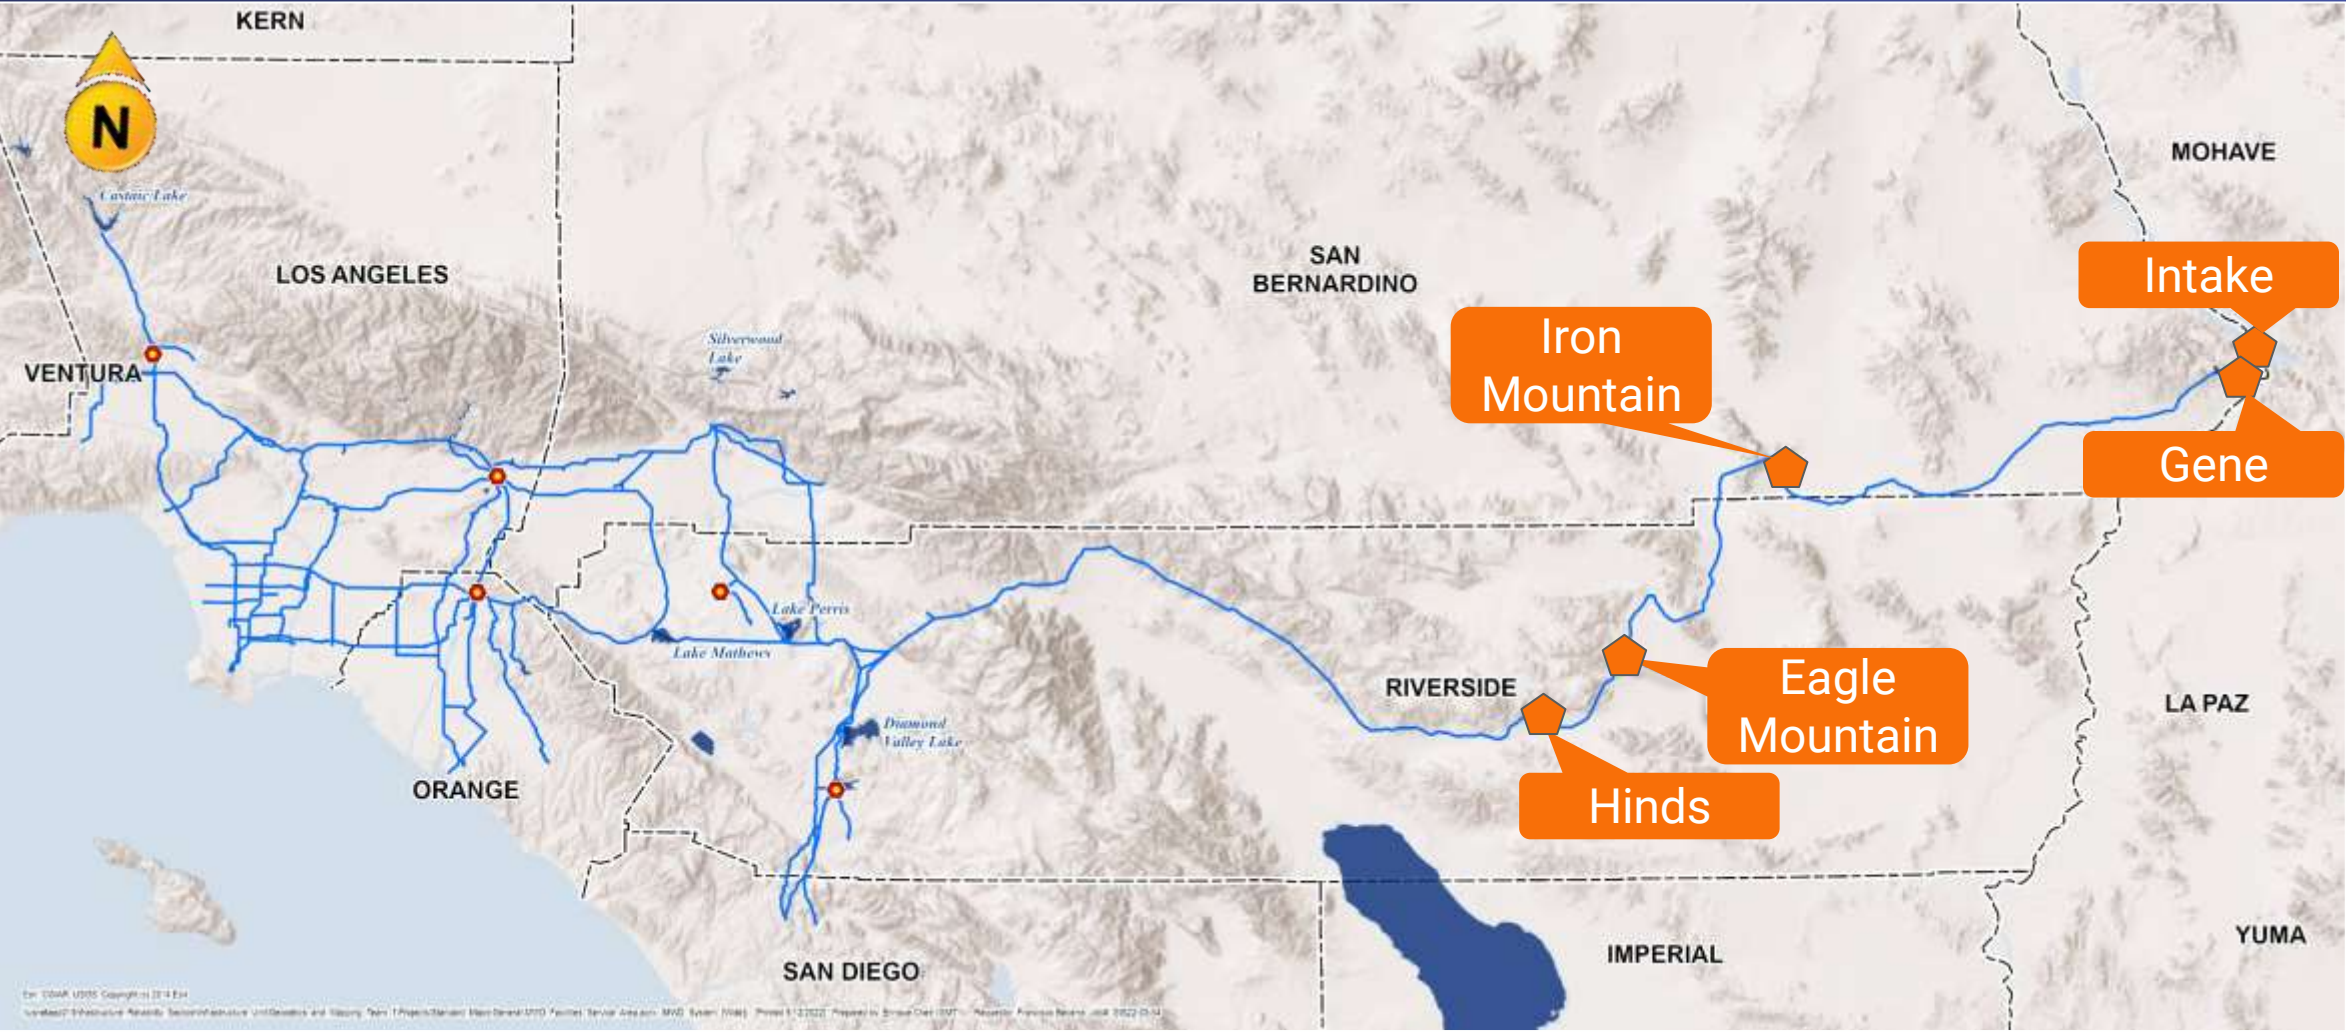 KERN
N
MOHAVE
Castaic Lake
LOS ANGELES
SAN
BERNARDINO
Intake
Iron
Mountain
Silverwood
Lake
VENTURA
Gene
Lake Perris
Lake Mathews
RIVERSIDE
Eagle
Mountain
LA PAZ
Diamond
Valley Lake
ORANGE
Hinds
SAN DIEGO
IMPERIAL
YUMA